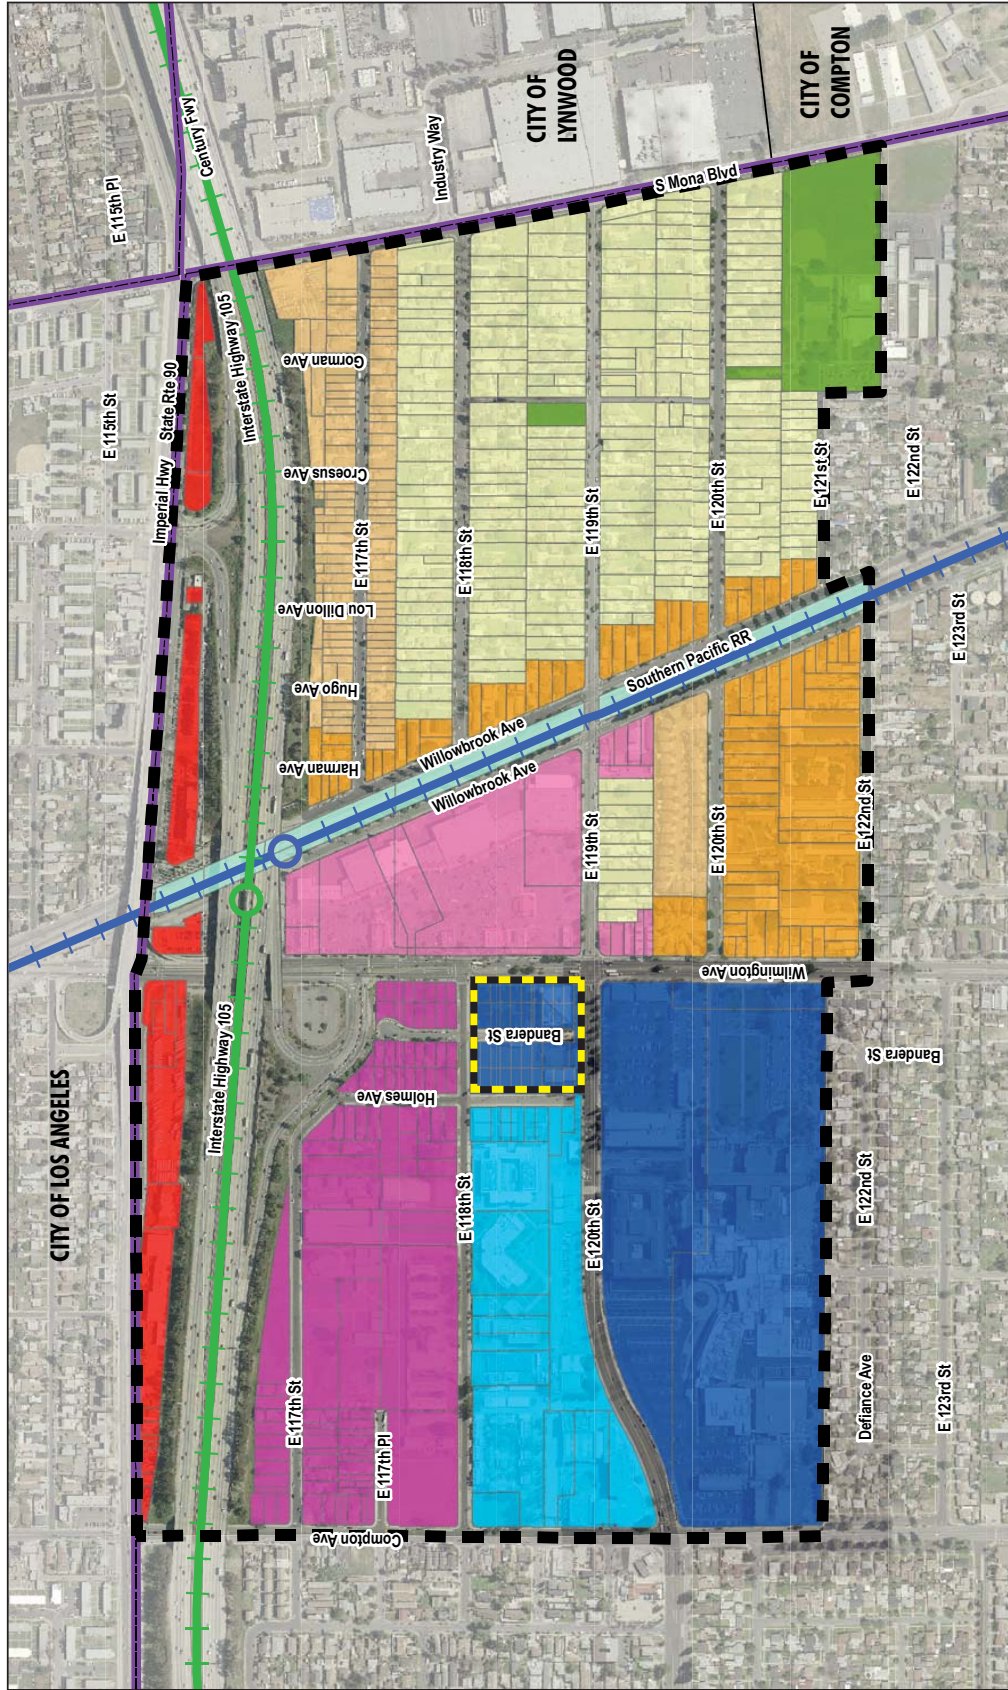 CITY OF LOS ANGELES
CITY OF
LYNWOOD
CITY OF
COMPTON
E 115th St
E 115th Pl
Imperial Hwy
State Rte 90
Century Fwy
Interstate Highway 105
Interstate Highway 105
Industry Way
S Mona Blvd
Gorman Ave
Croesus Ave
Lou Dillon Ave
Hugo Ave
Harman Ave
E 117th St
E 118th St
E 119th St
E 120th St
E 121st St
E 122nd St
E 123rd St
Willowbrook Ave
Willowbrook Ave
Southern Pacific RR
E 119th St
E 120th St
E 122nd St
Wilmington Ave
Bandera St
Bandera St
Holmes Ave
E 118th St
E 120th St
E 122nd St
E 117th St
E 117th Pl
Compton Ave
Defiance Ave
E 123rd St